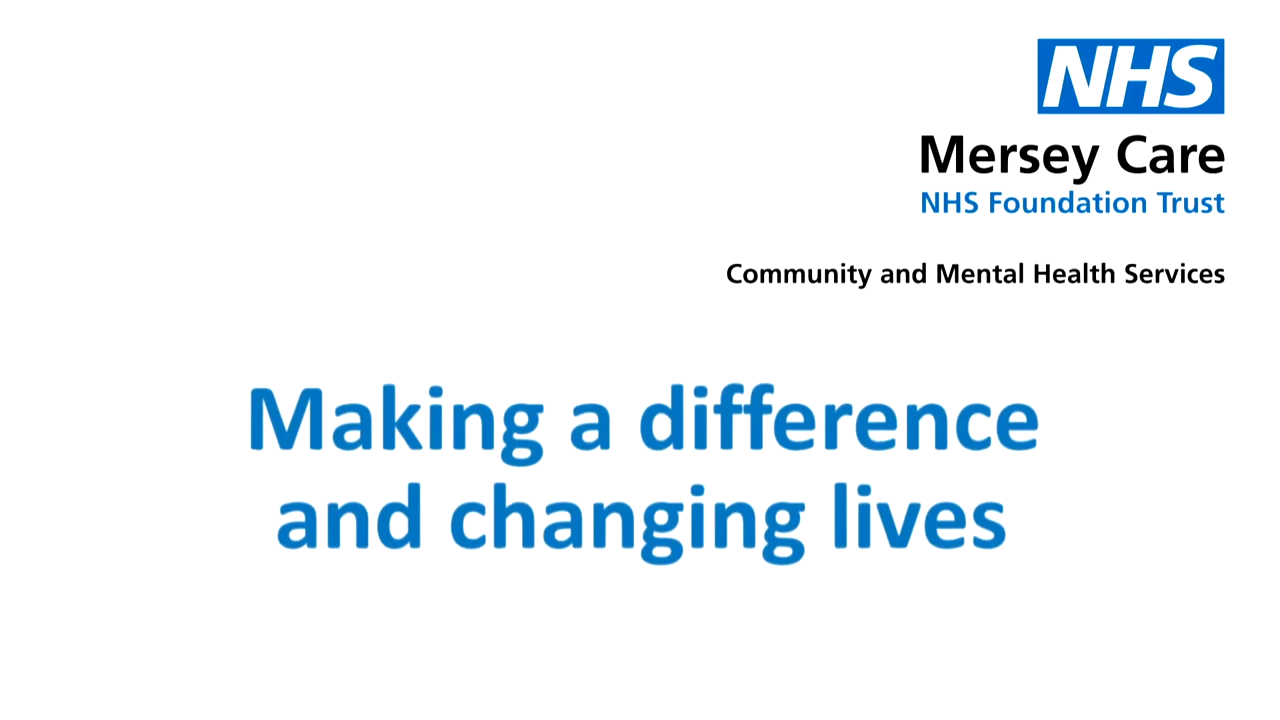 NHS
Mersey Care
NHS Foundation Trust
Community and Mental Health Services
Making a difference
and changing lives